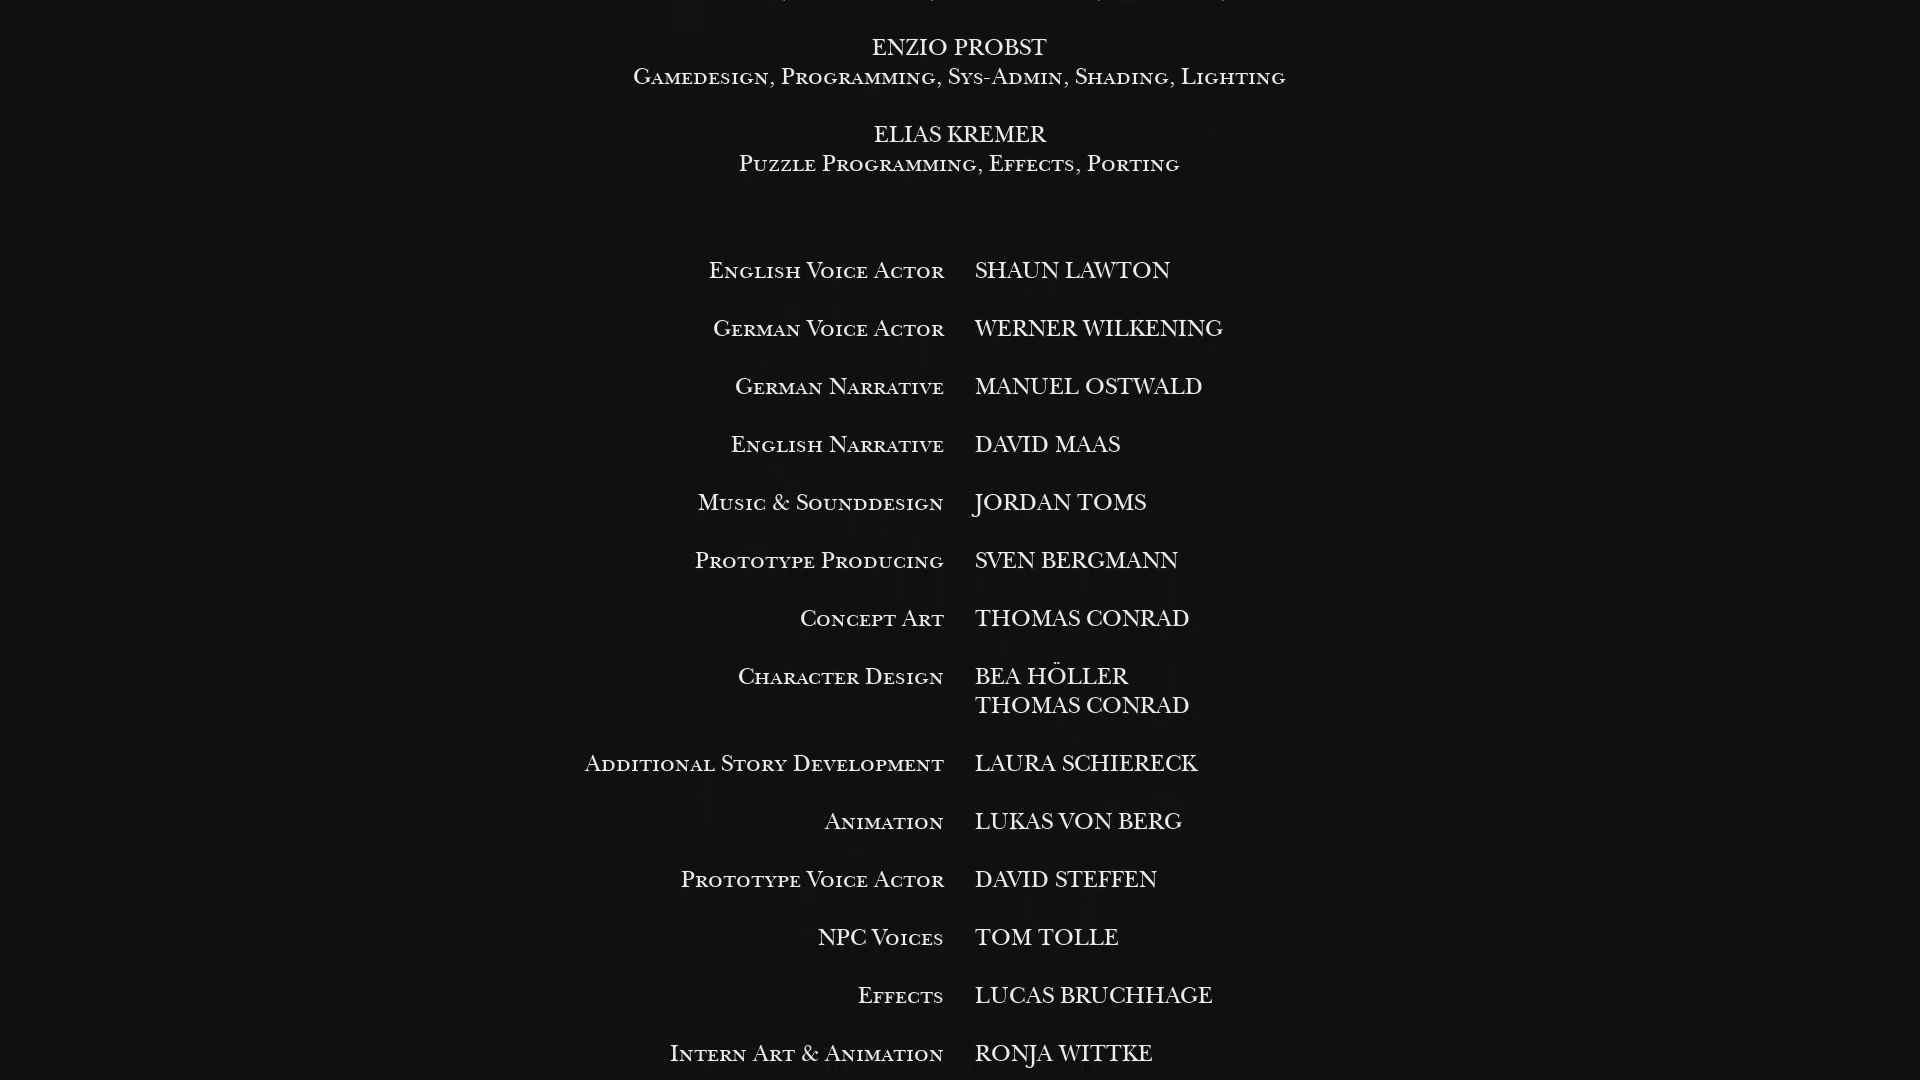 ENZIO PROBST
Gamedesign, Programming, Sys-Admin, Shading, Lighting
ELIAS KREMER
Puzzle Programming, Effects, Porting
English Voice Actor SHAUN LAWTON
German Voice Actor WERNER WILKENING
German Narrative MANUEL OSTWALD
English Narrative DAVID MAAS
Music & Sounddesign JORDAN TOMS
Prototype Producing SVEN BERGMANN
Concept Art THOMAS CONRAD
Character Design BEA HÖLLER
THOMAS CONRAD
Additional Story Development LAURA SCHIERECK
Animation LUKAS VON BERG
Prototype Voice Actor DAVID STEFFEN
NPC Voices TOM TOLLE
Effects LUCAS BRUCHHAGE
Intern Art & Animation RONJA WITTKE